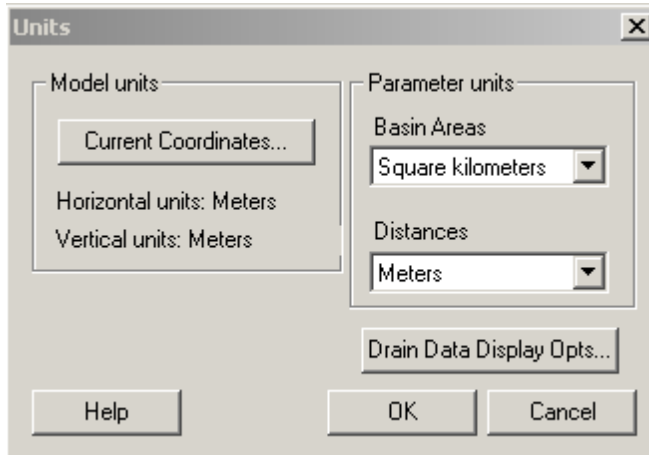 Units
Model units
Current Coordinates...
Horizontal units: Meters
Vertical units: Meters
Parameter units
Basin Areas
Square kilometers
Distances
Meters
Drain Data Display Opts...
Help
OK
Cancel